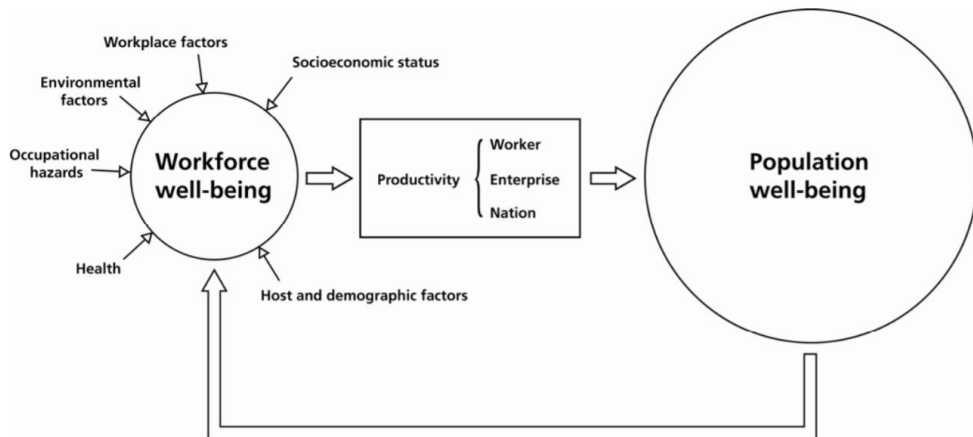 Workplace factors
Socioeconomic status
Environmental
factors
Occupational
hazards
Health
Host and demographic factors
Workforce
well-being
Productivity
Worker
Enterprise
Nation
Population
well-being